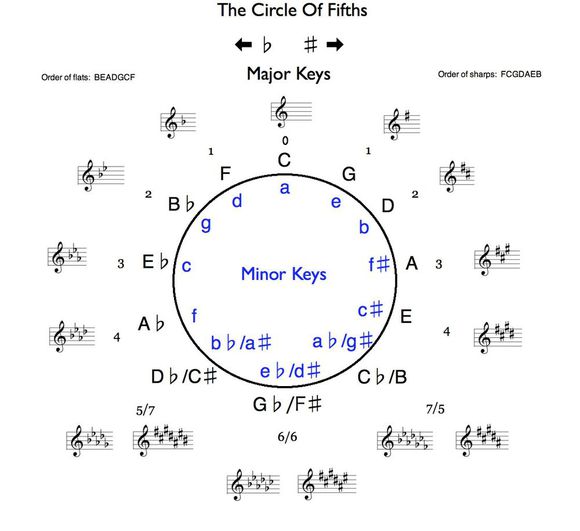 The Circle Of Fifths
← ♭ ♯ →
Order of flats: BEADGCF
Major Keys
Order of sharps: FCGDAEB
0
C
1
F
G
1
a
d
e
2
B♭
D
2
g
b
3
E♭
c
Minor Keys
f♯
A
3
4
A♭
f
c♯
E
4
b♭/a♯
a♭/g♯
e♭/d♯
D♭/C♯
C♭/B
G♭/F♯
5/7
7/5
6/6